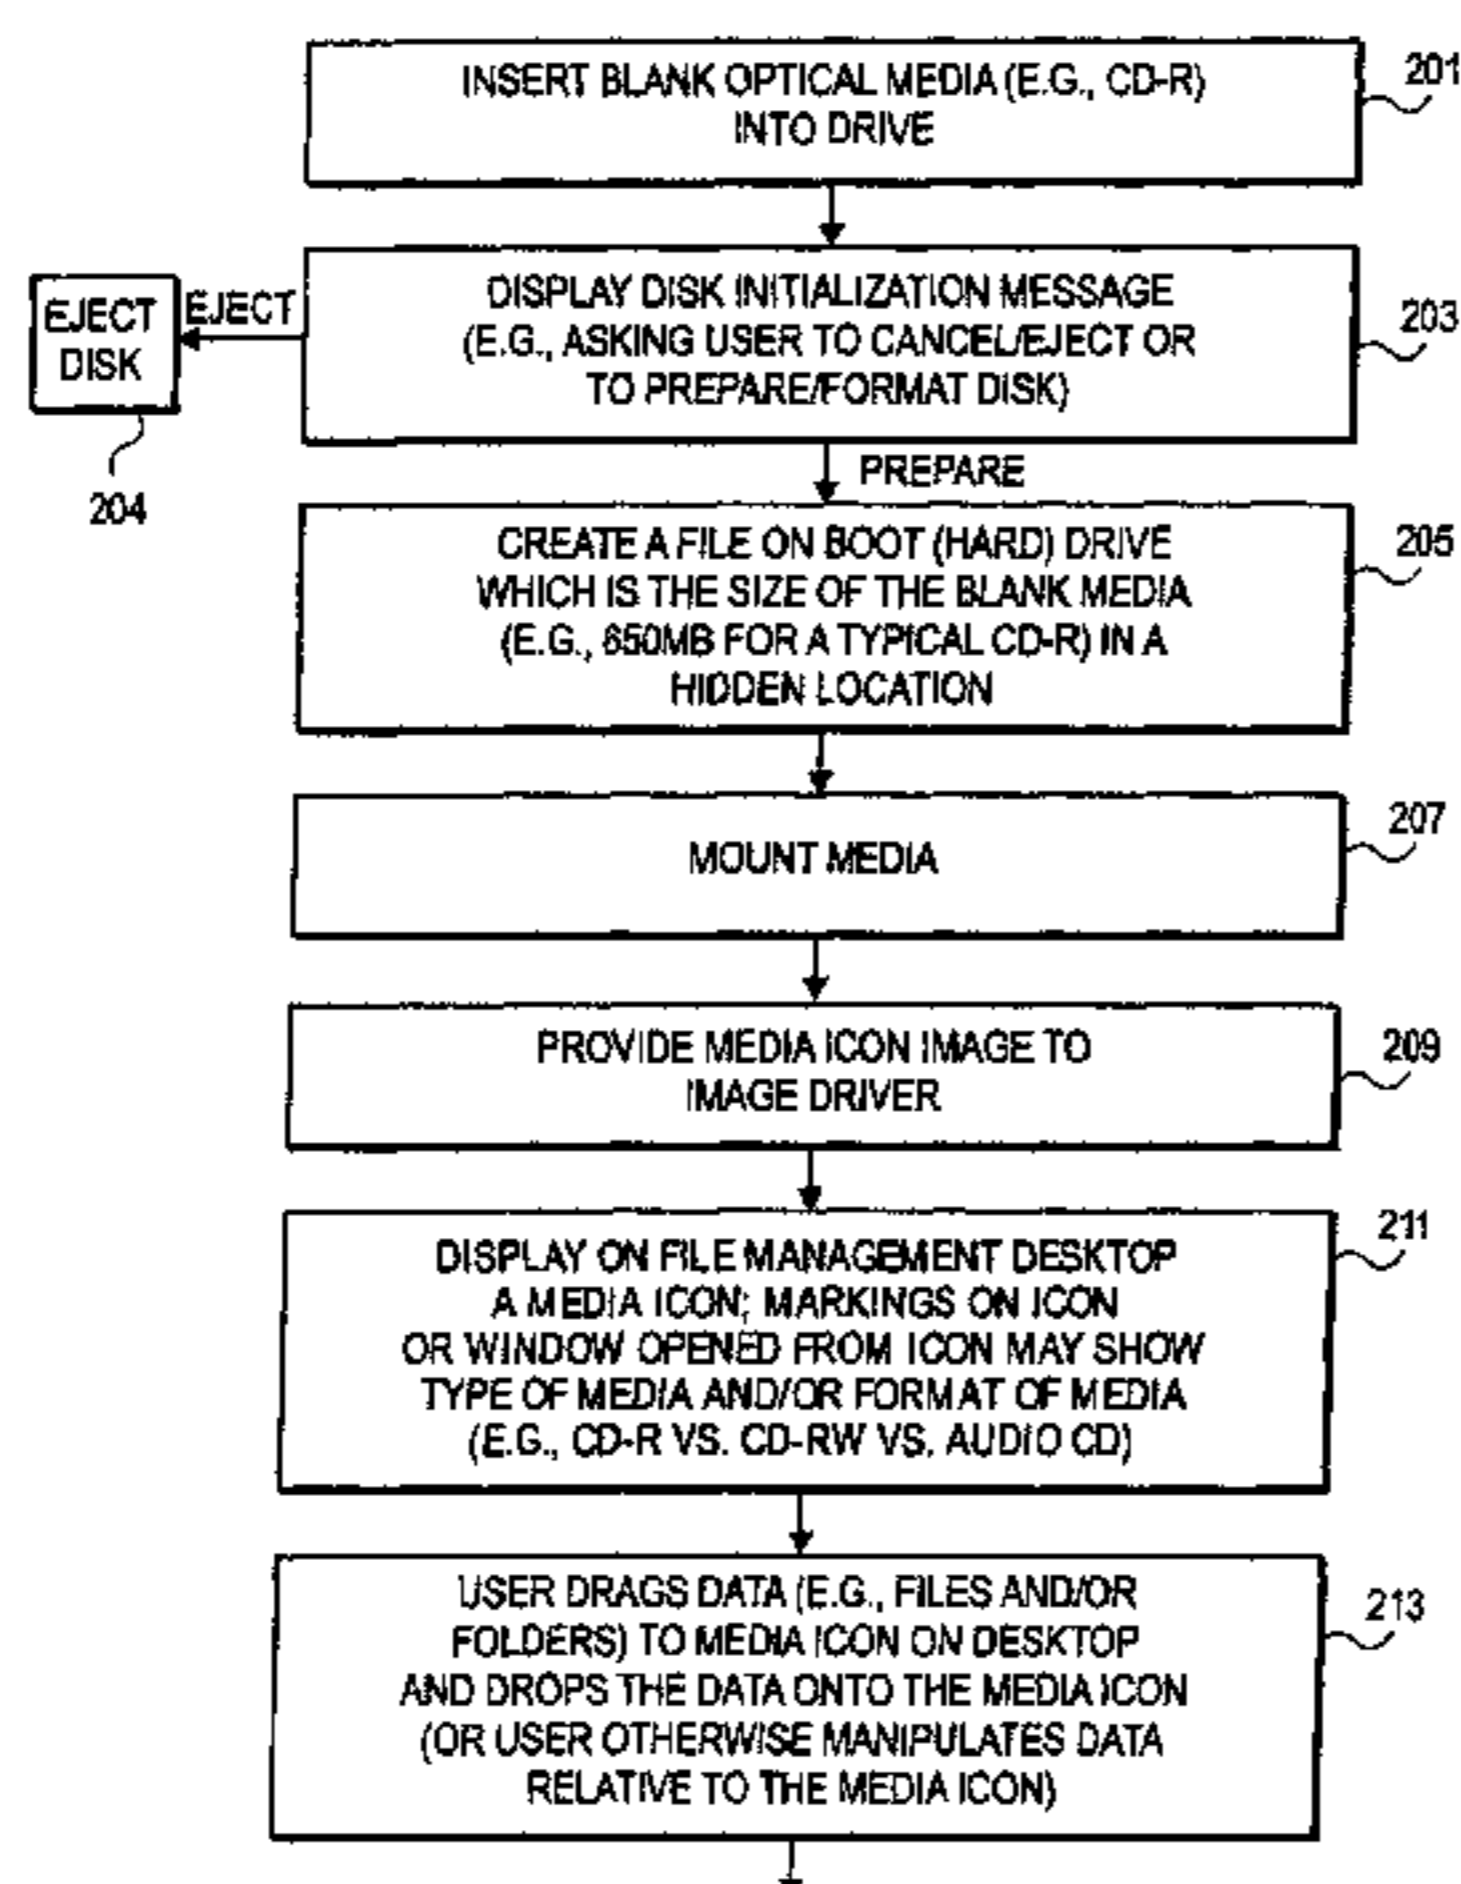 INSERT BLANK OPTICAL MEDIA (E.G., CD-R)
INTO DRIVE
201
DISPLAY DISK INITIALIZATION MESSAGE
(E.G., ASKING USER TO CANCEL/EJECT OR
TO PREPARE/FORMAT DISK)
203
EJECT
EJECT
DISK
204
PREPARE
CREATE A FILE ON BOOT (HARD) DRIVE
WHICH IS THE SIZE OF THE BLANK MEDIA
(E.G., 650MB FOR A TYPICAL CD-R) IN A
HIDDEN LOCATION
205
MOUNT MEDIA
207
PROVIDE MEDIA ICON IMAGE TO
IMAGE DRIVER
209
DISPLAY ON FILE MANAGEMENT DESKTOP
A MEDIA ICON; MARKINGS ON ICON
OR WINDOW OPENED FROM ICON MAY SHOW
TYPE OF MEDIA AND/OR FORMAT OF MEDIA
(E.G., CD-R VS. CD-RW VS. AUDIO CD)
211
USER DRAGS DATA (E.G., FILES AND/OR
FOLDERS) TO MEDIA ICON ON DESKTOP
AND DROPS THE DATA ONTO THE MEDIA ICON
(OR USER OTHERWISE MANIPULATES DATA
RELATIVE TO THE MEDIA ICON)
213